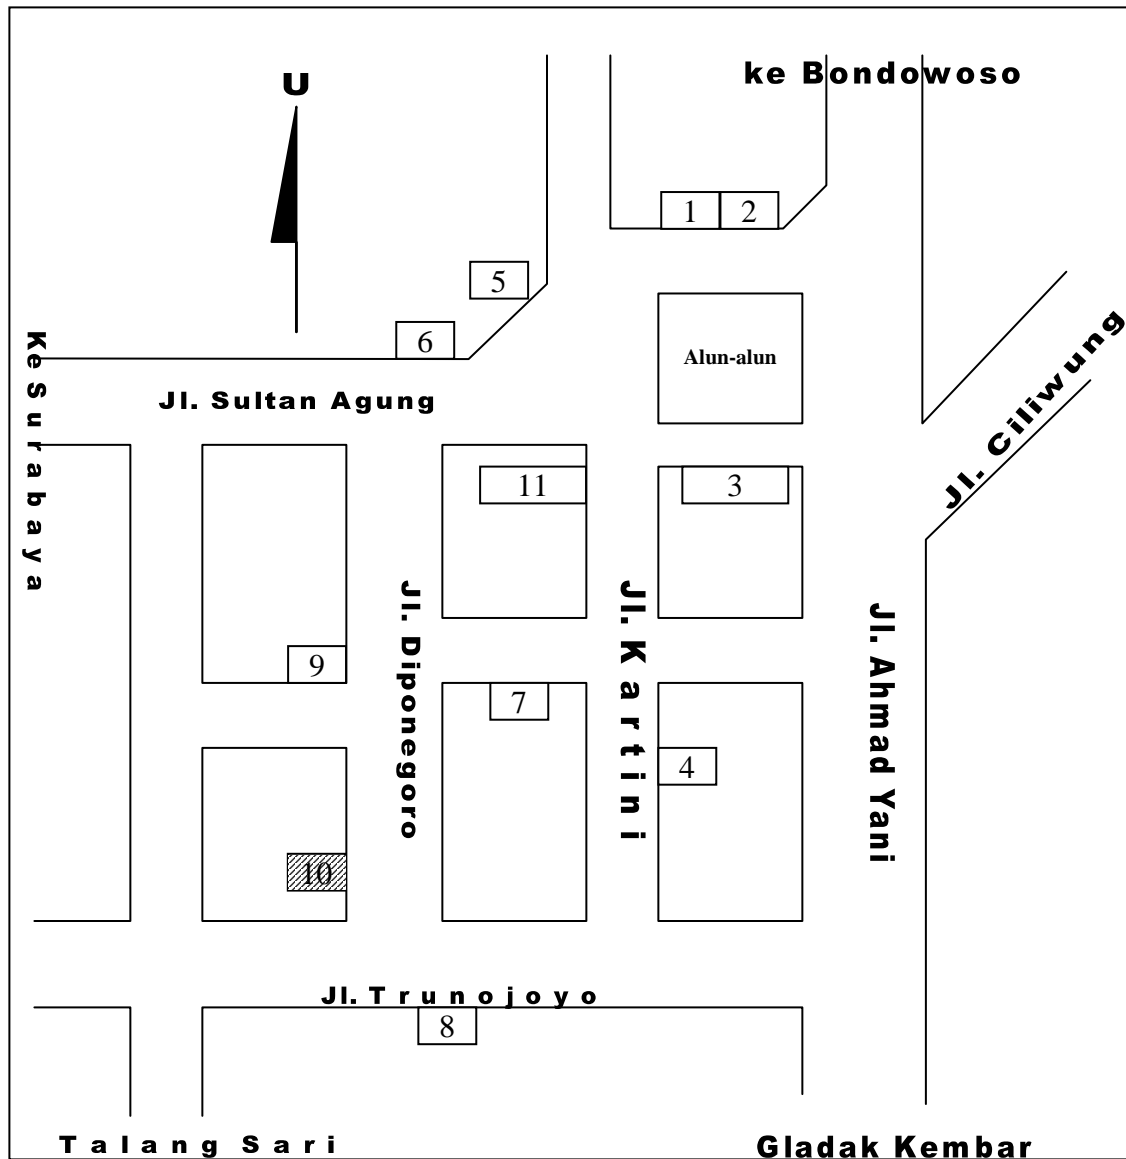 ke Bondowoso
U
1 2
5
6
Alun-alun
Ke Surabaya
Jl. Sultan Agung
Jl. Ciliwung
11
3
Jl. Diponegoro
Jl. Kartini
Jl. Ahmad Yani
9
7
4
10
Jl. Trunojoyo
8
Talang Sari
Gladak Kembar